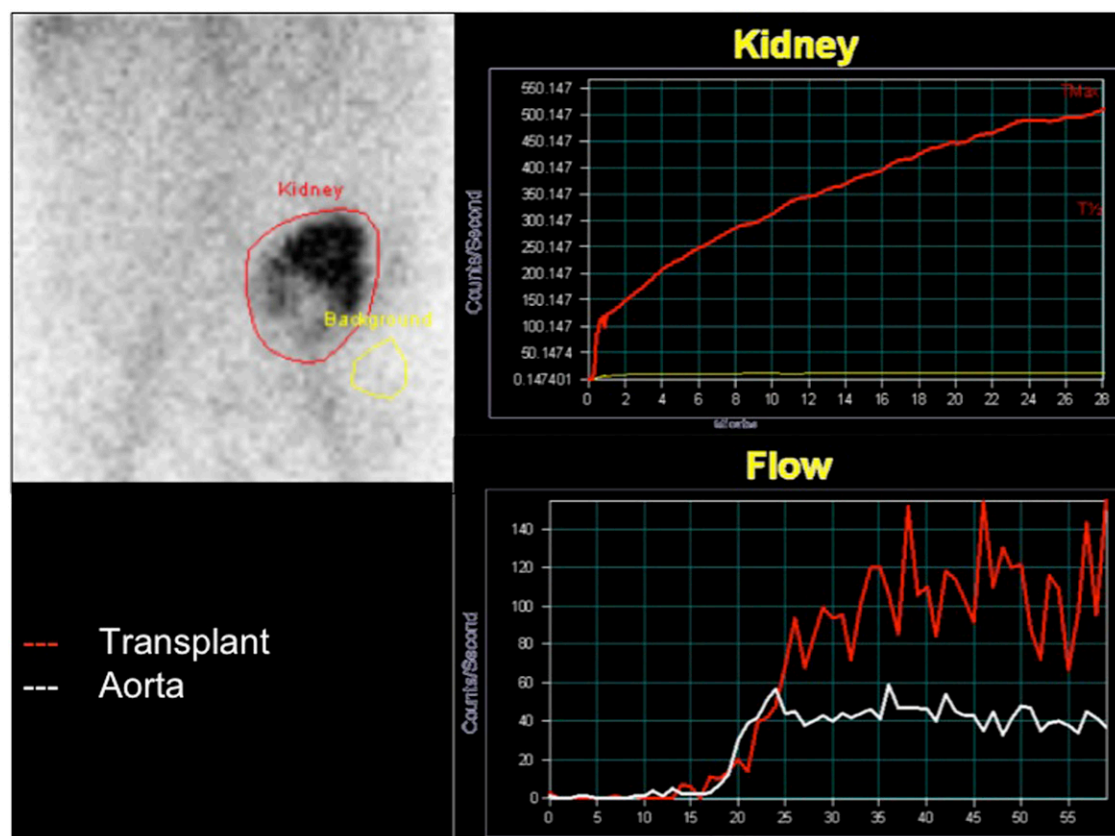 Kidney
Background
--- Transplant
--- Aorta
Kidney
TMax
T½
550.147
500.147
450.147
400.147
350.147
300.147
250.147
200.147
150.147
100.147
50.1474
0.147401
Counts/Second
0 2 4 6 8 10 12 14 16 18 20 22 24 26 28
Flow
140
120
100
80
60
40
20
0
Counts/Second
0 5 10 15 20 25 30 35 40 45 50 55